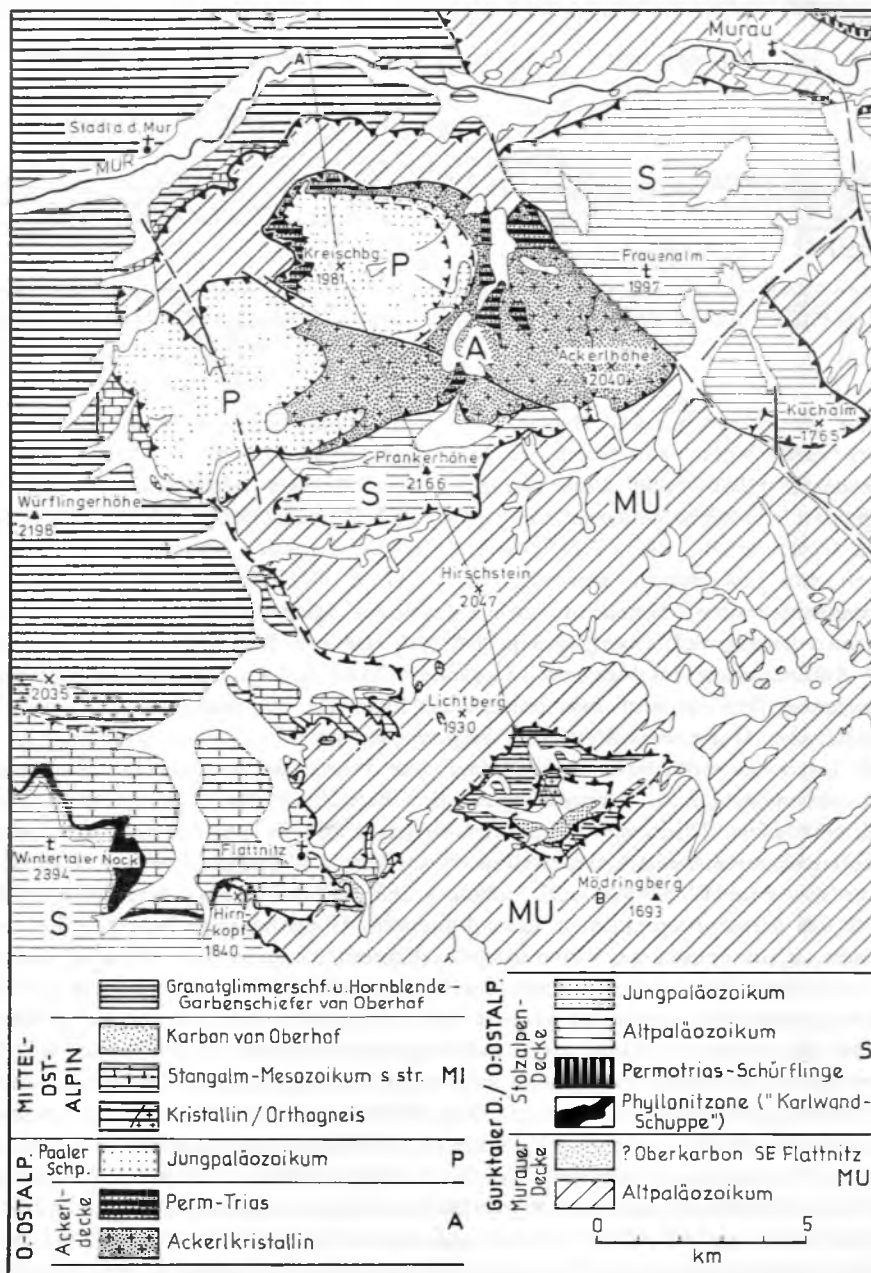 Murau
A
Stadl a. d. Mur
MUR
S
Kreischbg.
1981
P
Frauenalm
1997
A
Ackerlhöhe
2040
P
Kuchalm
1765
Prankerhöhe
2166
S
MU
Würflingerhöhe
2198
Hirschstein
2047
2035
Lichtberg
1930
Flattnitz
Wintertaler Nock
2394
Mödringberg
B
1693
MU
S
Hirn-
kopf
1840
Granatglimmerschf. u. Hornblende-
Garbenschiefer von Oberhof
MITTEL-
OST-
ALPIN
Karbon von Oberhof
Stangalm-Mesozoikum s str. MI
Kristallin / Orthogneis
O.-OSTALP.
Paaler
Schp.
Jungpaläozoikum P
Ackerl-
decke
Perm-Trias
A
Ackerlkristallin
Gurktaler D./ O.-OSTALP.
Stolzalpen-
Decke
Jungpaläozoikum
Altpaläozoikum S
Permotrias-Schürflinge
Phyllonitzone ("Karlwand-
Schuppe")
Murauer
Decke
? Oberkarbon SE Flattnitz
MU
Altpaläozoikum
0 5
km